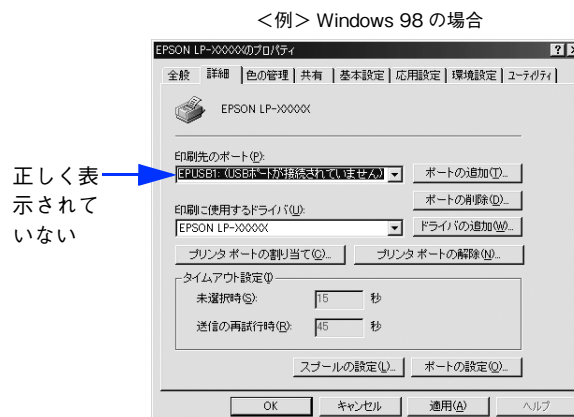 ＜例＞ Windows 98 の場合
EPSON LP-XXXXXのプロパティ
全般 詳細 色の管理 共有 基本設定 応用設定 環境設定 ユーティリティ
EPSON LP-XXXXX
印刷先のポート(P):
EPUSB1: (USBポートが接続されていません) ポートの追加(T)...
ポートの削除(D)...
印刷に使用するドライバ(U):
EPSON LP-XXXXX ドライバの追加(W)...
プリンタ ポートの割り当て(C)... プリンタ ポートの解除(N)...
タイムアウト設定(I)
未選択時(S): 15 秒
送信の再試行時(R): 45 秒
スプールの設定(L)... ポートの設定(O)...
OK キャンセル 適用(A) ヘルプ
正しく表
示されて
いない